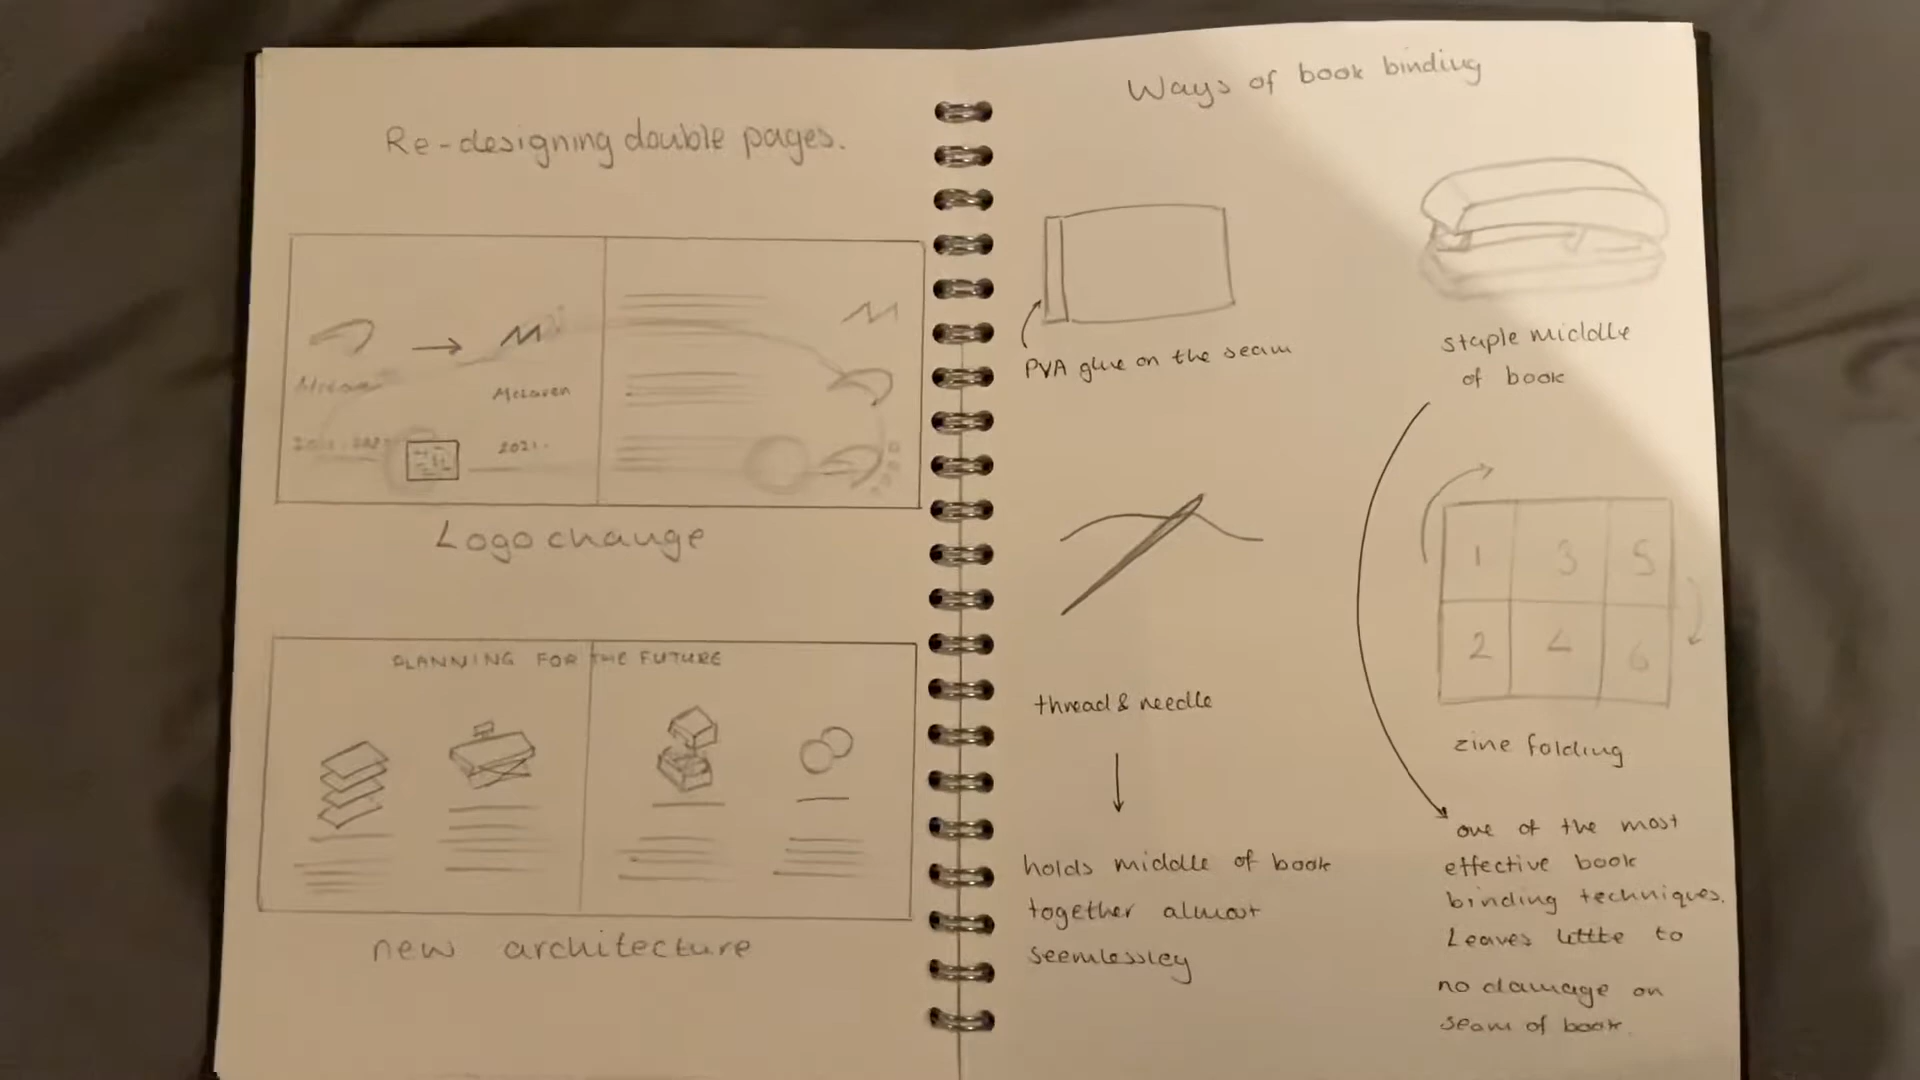 Re-designing double pages.
McLaren
2021.
Logo change
PLANNING FOR THE FUTURE
new architecture
Ways of book binding
PVA glue on the seam
staple middle
of book
thread & needle
holds middle of book
together almost
seemlessley
1 3 5
2 4 6
zine folding
one of the most
effective book
binding techniques.
Leaves little to
no damage on
seam of book.